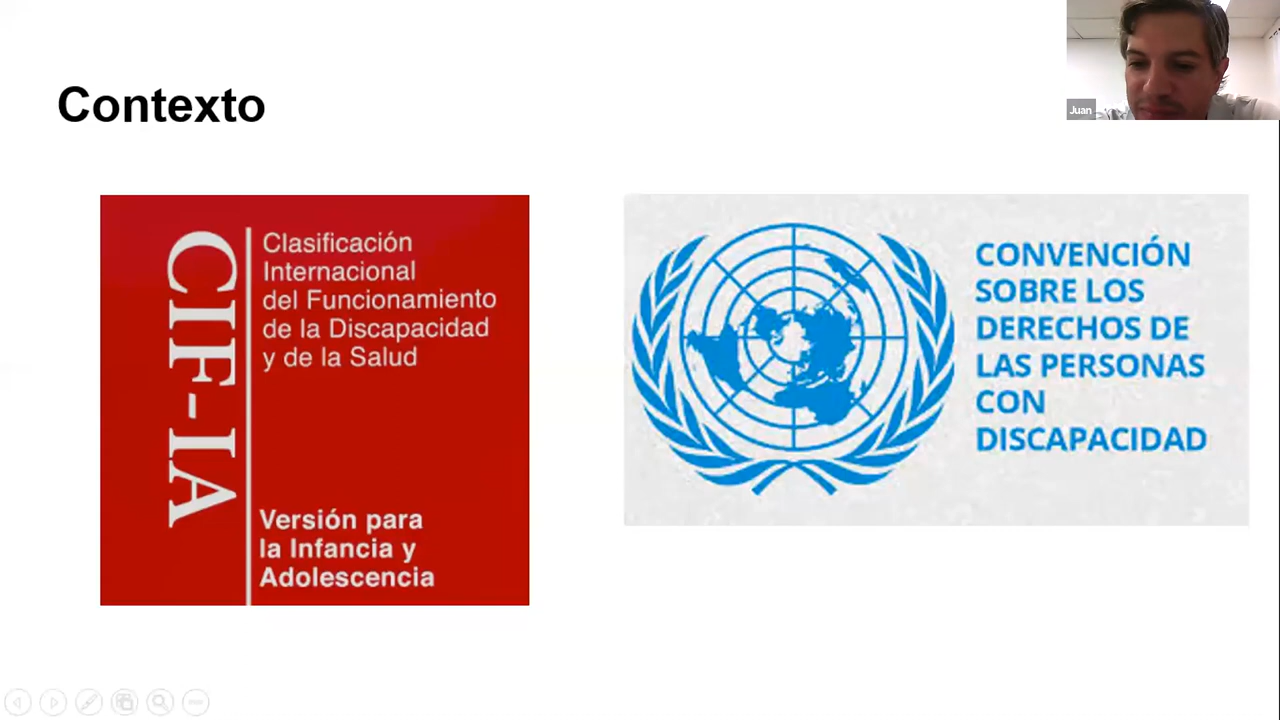 Contexto
Juan
CIF-IA
Clasificación
Internacional
del Funcionamiento
de la Discapacidad
y de la Salud
Versión para
la Infancia y
Adolescencia
CONVENCIÓN
SOBRE LOS
DERECHOS DE
LAS PERSONAS
CON
DISCAPACIDAD